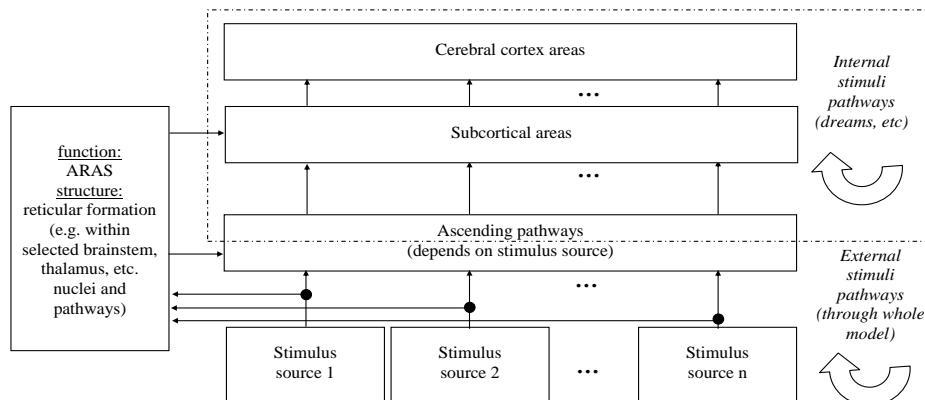 Cerebral cortex areas
...
Internal
stimuli
pathways
(dreams, etc)
Subcortical areas
...
function:
ARAS
structure:
reticular formation
(e.g. within
selected brainstem,
thalamus, etc.
nuclei and
pathways)
Ascending pathways
(depends on stimulus source)
...
External
stimuli
pathways
(through whole
model)
Stimulus
source 1
Stimulus
source 2
...
Stimulus
source n